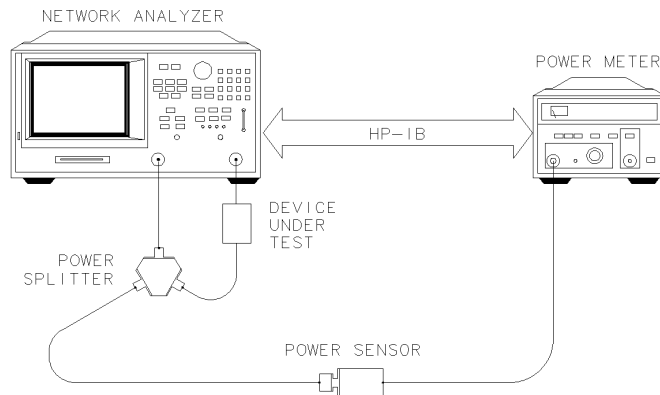 NETWORK ANALYZER
POWER METER
HP-IB
DEVICE
UNDER
TEST
POWER
SPLITTER
POWER SENSOR